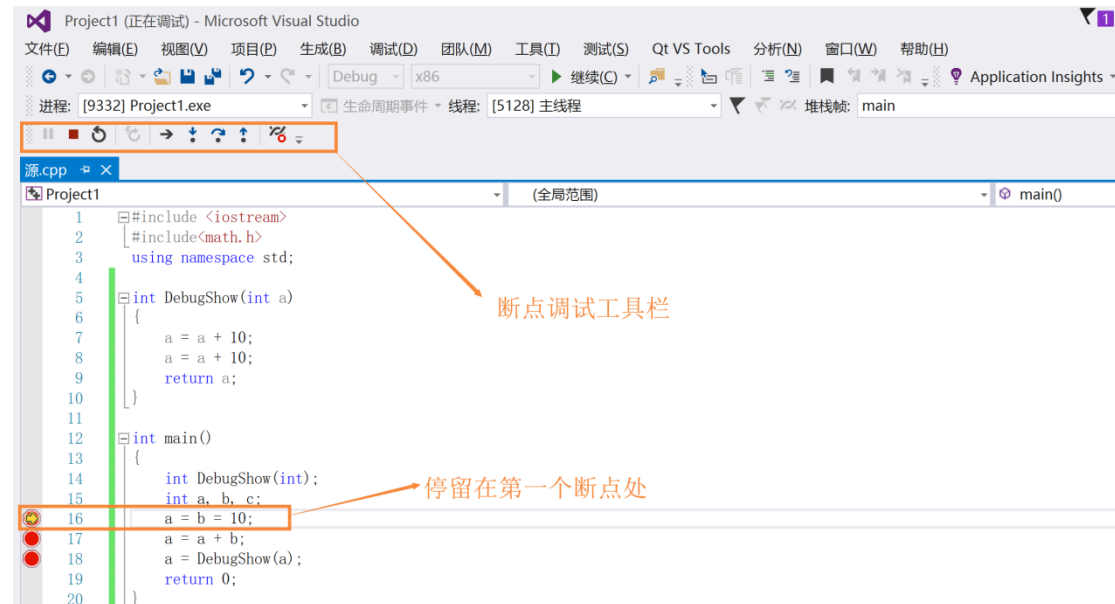 Project1 (正在调试) - Microsoft Visual Studio
1
文件(F) 编辑(E) 视图(V) 项目(P) 生成(B) 调试(D) 团队(M) 工具(T) 测试(S) Qt VS Tools 分析(N) 窗口(W) 帮助(H)
Debug x86 继续(C) Application Insights
进程: [9332] Project1.exe 生命周期事件 线程: [5128] 主线程 堆栈帧: main
源.cpp
Project1 (全局范围) main()
1 #include <iostream>
2 #include<math.h>
3 using namespace std;
4
5 int DebugShow(int a)
6 {
断点调试工具栏
7 a = a + 10;
8 a = a + 10;
9 return a;
10 }
11
12 int main()
13 {
14 int DebugShow(int);
停留在第一个断点处
15 int a, b, c;
16 a = b = 10;
17 a = a + b;
18 a = DebugShow(a);
19 return 0;
20 }